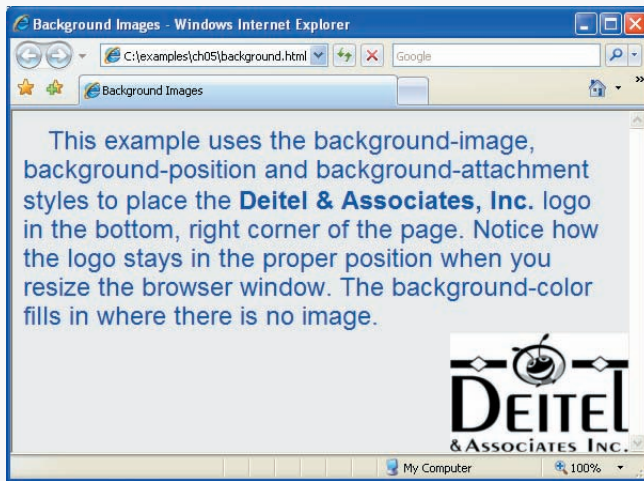 Background Images - Windows Internet Explorer
C:\examples\ch05\background.html
Google
Background Images
»
This example uses the background-image,
background-position and background-attachment
styles to place the Deitel & Associates, Inc. logo
in the bottom, right corner of the page. Notice how
the logo stays in the proper position when you
resize the browser window. The background-color
fills in where there is no image.
DEITEL
& ASSOCIATES INC.
My Computer
100%